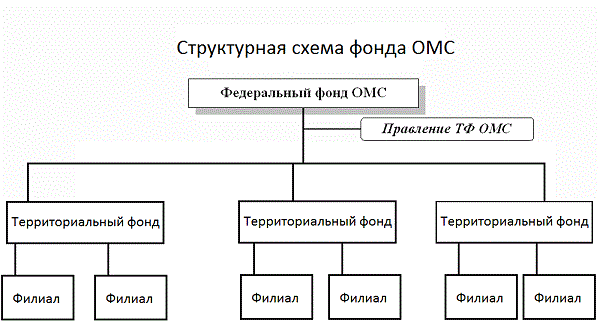 Структурная схема фонда ОМС
Федеральный фонд ОМС
Правление ТФ ОМС
Территориальный фонд
Территориальный фонд
Территориальный фонд
Филиал
Филиал
Филиал
Филиал
Филиал
Филиал